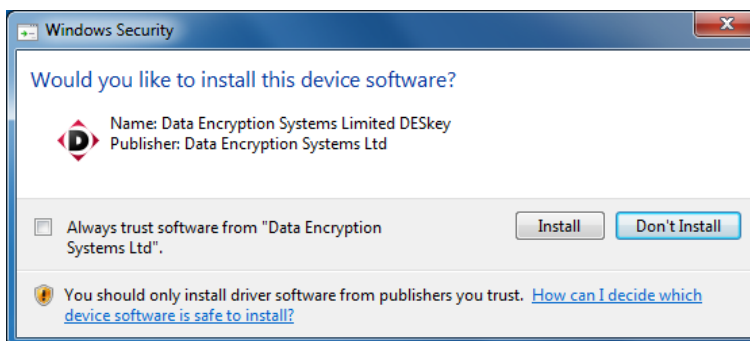 Windows Security
Would you like to install this device software?
D
Name: Data Encryption Systems Limited DESkey
Publisher: Data Encryption Systems Ltd
Always trust software from "Data Encryption
Systems Ltd".
Install
Don't Install
You should only install driver software from publishers you trust. How can I decide which
device software is safe to install?